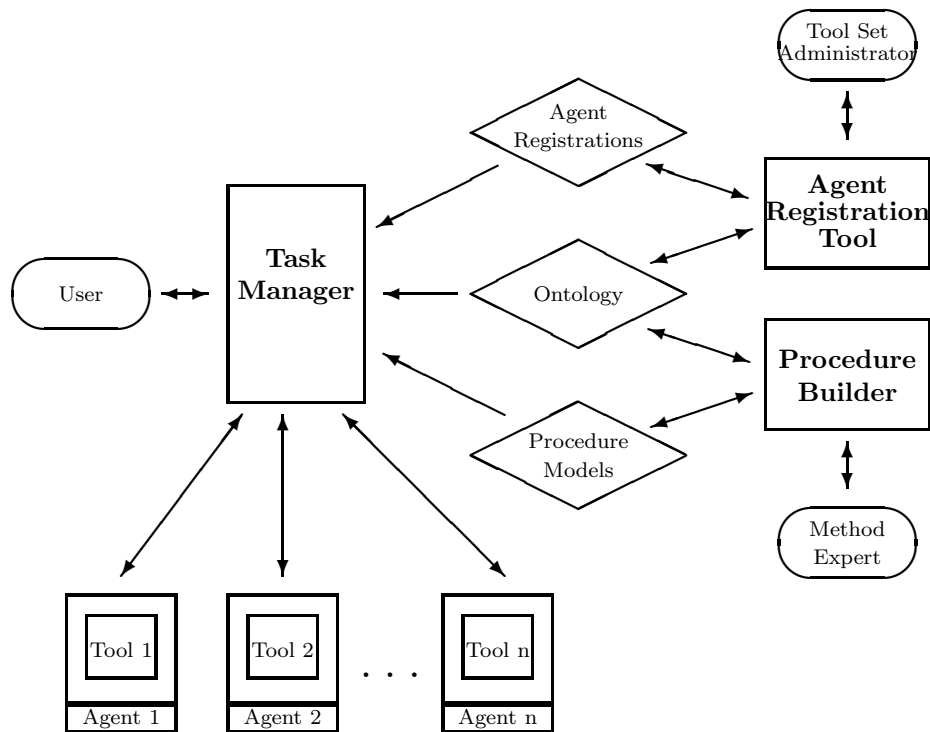 Tool Set
Administrator
Agent
Registrations
Agent
Registration
Tool
Task
Manager
User
Ontology
Procedure
Builder
Procedure
Models
Method
Expert
Tool 1
Tool 2
. . .
Tool n
Agent 1
Agent 2
Agent n